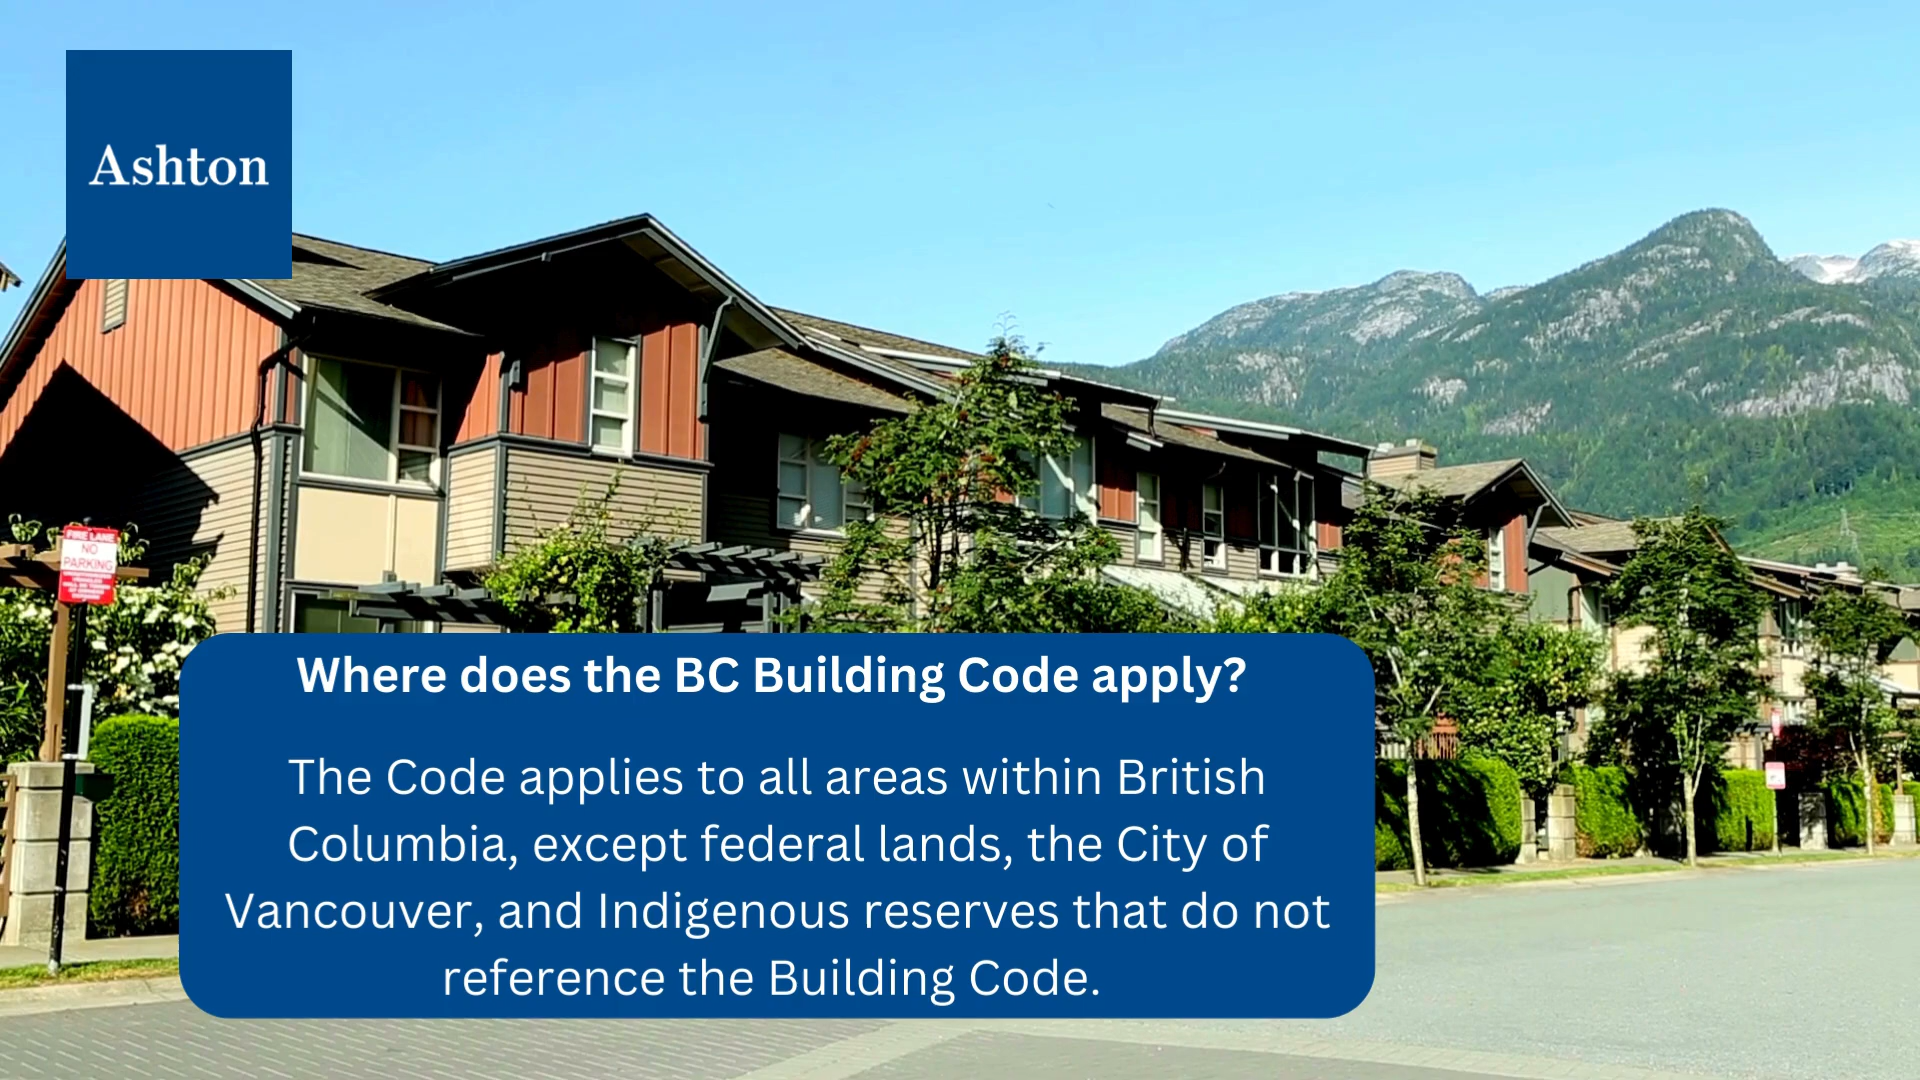 Ashton
FIRE LANE
NO
PARKING
Where does the BC Building Code apply?
The Code applies to all areas within British
Columbia, except federal lands, the City of
Vancouver, and Indigenous reserves that do not
reference the Building Code.